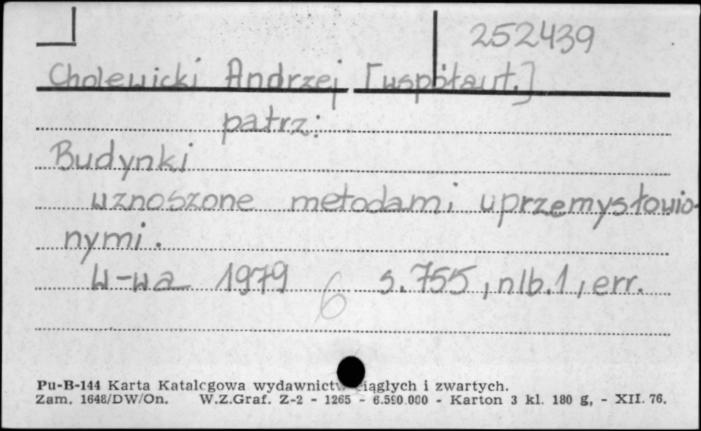 252439
Cholewicki Andrzej [współaut.]
patrz:
Budynki
wznoszone metodami uprzemysłowio-
nymi.
W-wa 1979 s. 755, nlb. 1, err.
6
Pu-B-144 Karta Katalogowa wydawnictw ciągłych i zwartych.
Zam. 1648/DW/On. W.Z.Graf. Z-2 - 1265 - 6.590.000 - Karton 3 kl. 180 g, - XII. 76.